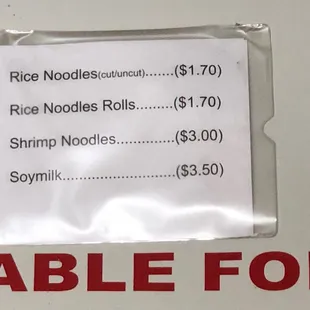 Rice Noodles(cut/uncut).......($1.70)
Rice Noodles Rolls.......($1.70)
Shrimp Noodles..............($3.00)
Soymilk...........................($3.50)
ABLE FO